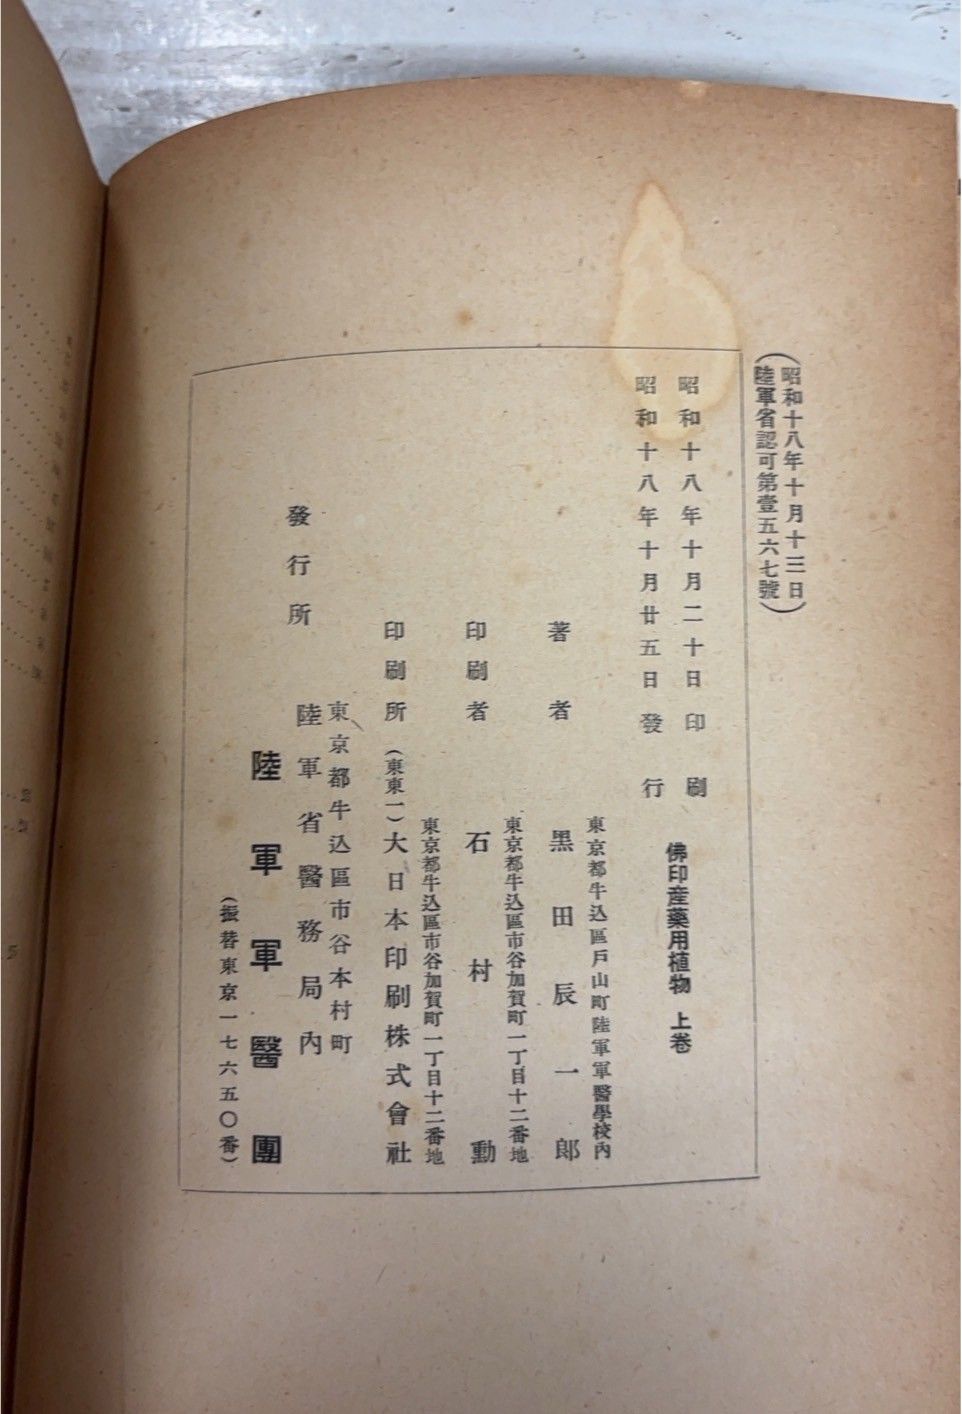 昭和十八年十月十三日
陸軍省認可第壹五六七號
昭和十八年十月二十日印刷
昭和十八年十月廿五日發行
佛印産藥用植物 上卷
東京都牛込區戸山町陸軍軍醫學校內
著者 黑田辰一郎
東京都牛込區市谷加賀町一丁目十二番地
印刷者 石村勳
東京都牛込區市谷加賀町一丁目十二番地
印刷所 (東東一)大日本印刷株式會社
東京都牛込區市谷本村町
陸軍省醫務局內
發行所 陸軍軍醫團
(振替東京一七六五〇番)